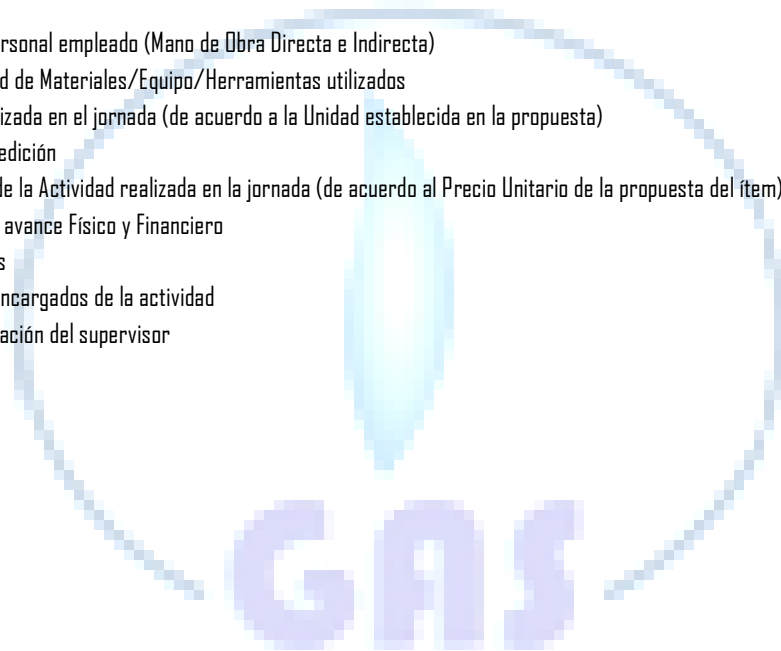 rsonal empleado (Mano de Obra Directa e Indirecta)
d de Materiales/Equipo/Herramientas utilizados
izada en el jornada (de acuerdo a la Unidad establecida en la propuesta)
edición
de la Actividad realizada en la jornada (de acuerdo al Precio Unitario de la propuesta del ítem)
avance Físico y Financiero
s
ncargados de la actividad
ación del supervisor
GAS